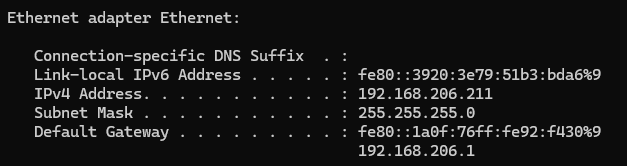 Ethernet adapter Ethernet:
Connection-specific DNS Suffix  . :
Link-local IPv6 Address . . . . . : fe80::3920:3e79:51b3:bda6%9
IPv4 Address. . . . . . . . . . . : 192.168.206.211
Subnet Mask . . . . . . . . . . . : 255.255.255.0
Default Gateway . . . . . . . . . : fe80::1a0f:76ff:fe92:f430%9
192.168.206.1